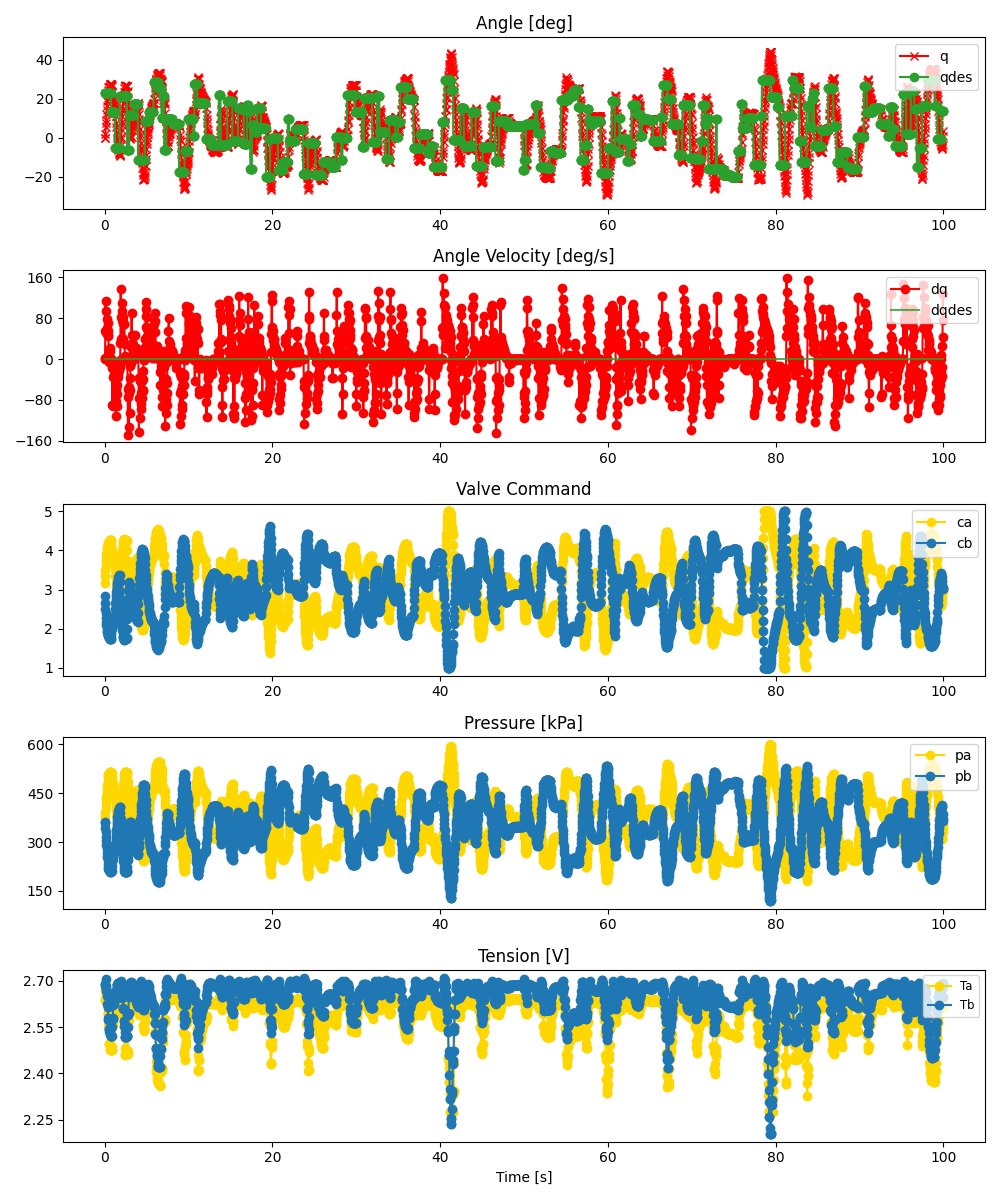 Angle [deg]
40
20
0
−20
q
qdes
0 20 40 60 80 100
Angle Velocity [deg/s]
160
80
0
−80
−160
dq
dqdes
0 20 40 60 80 100
Valve Command
5
4
3
2
1
ca
cb
0 20 40 60 80 100
Pressure [kPa]
600
450
300
150
pa
pb
0 20 40 60 80 100
Tension [V]
2.70
2.55
2.40
2.25
Ta
Tb
0 20 40 60 80 100
Time [s]